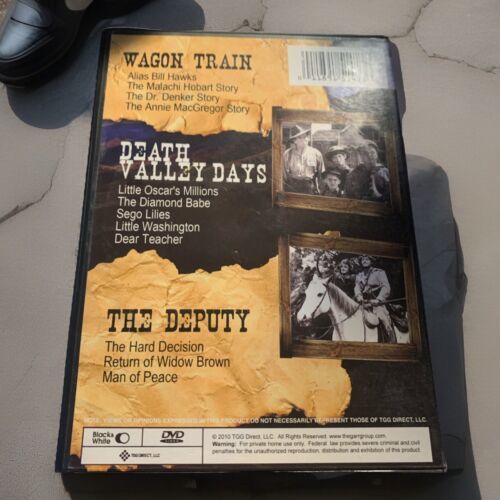 WAGON TRAIN
Alias Bill Hawks
The Malachi Hobart Story
The Dr. Denker Story
The Annie MacGregor Story
DEATH
VALLEY DAYS
Little Oscar's Millions
The Diamond Babe
Sego Lilies
Little Washington
Dear Teacher
THE DEPUTY
The Hard Decision
Return of Widow Brown
Man of Peace
NOTE: VIEWS OR OPINIONS EXPRESSED IN THIS PRODUCT DO NOT NECESSARILY REPRESENT THOSE OF TGG DIRECT, LLC.
Black&
White
DVD
TGG DIRECT, LLC
© 2010 TGG Direct, LLC. All Rights Reserved. www.thegarrgroup.com.
Warning: For private home use only. Federal law provides severe criminal and civil
penalties for the unauthorized reproduction, distribution and exhibition of this product.